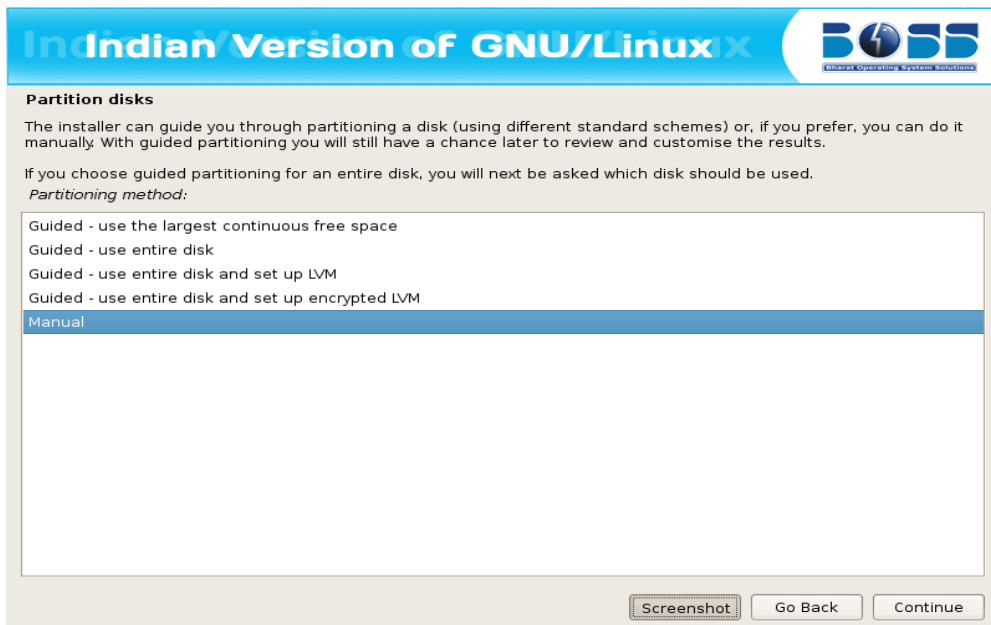 Indian Version of GNU/Linux
BOSS
Bharat Operating System Solutions
Partition disks
The installer can guide you through partitioning a disk (using different standard schemes) or, if you prefer, you can do it
manually. With guided partitioning you will still have a chance later to review and customise the results.
If you choose guided partitioning for an entire disk, you will next be asked which disk should be used.
Partitioning method:
Guided - use the largest continuous free space
Guided - use entire disk
Guided - use entire disk and set up LVM
Guided - use entire disk and set up encrypted LVM
Manual
Screenshot Go Back Continue